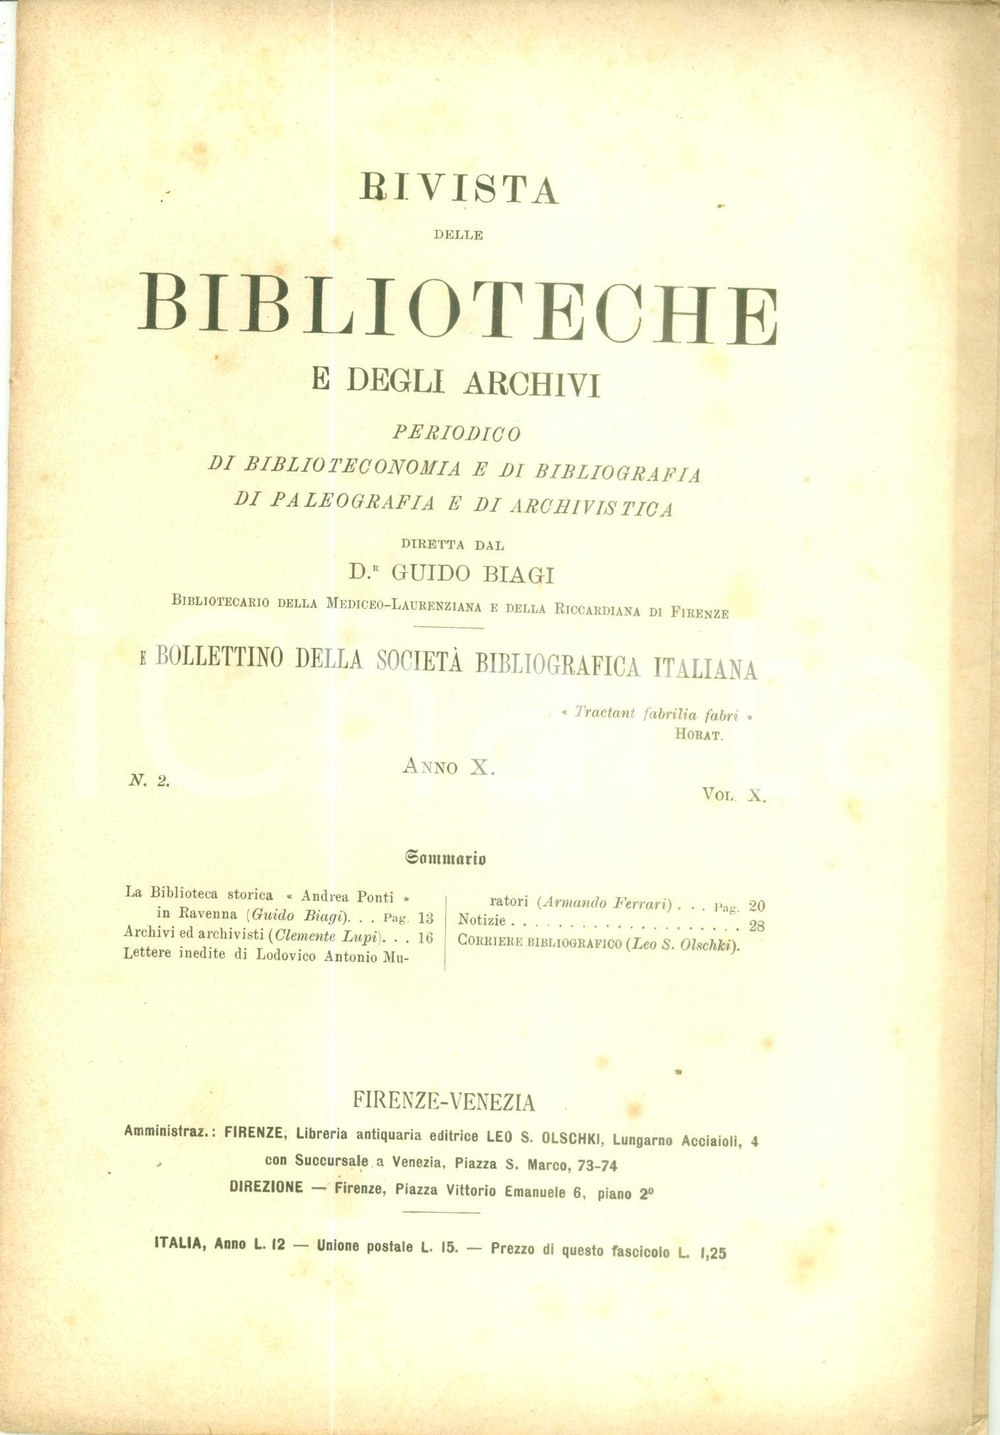 RIVISTA
DELLE
BIBLIOTECHE
E DEGLI ARCHIVI
PERIODICO
DI BIBLIOTECONOMIA E DI BIBLIOGRAFIA
DI PALEOGRAFIA E DI ARCHIVISTICA
DIRETTA DAL
D.R GUIDO BIAGI
BIBLIOTECARIO DELLA MEDICEO-LAURENZIANA E DELLA RICCARDIANA DI FIRENZE
E BOLLETTINO DELLA SOCIETÀ BIBLIOGRAFICA ITALIANA
« Tractant fabrilia fabri »
HORAT.
N. 2.
ANNO X.
VOL. X.
Sommario
La Biblioteca storica « Andrea Ponti »
in Ravenna (Guido Biagi). . . Pag. 13
Archivi ed archivisti (Clemente Lupi). . . 16
Lettere inedite di Lodovico Antonio Mu-
ratori (Armando Ferrari) . . . Pag. 20
Notizie . . . . . . . . . . . . . . . . . . . . 28
CORRIERE BIBLIOGRAFICO (Leo S. Olschki).
FIRENZE-VENEZIA
Amministraz.: FIRENZE, Libreria antiquaria editrice LEO S. OLSCHKI, Lungarno Acciaioli, 4
con Succursale a Venezia, Piazza S. Marco, 73-74
DIREZIONE — Firenze, Piazza Vittorio Emanuele 6, piano 2º
ITALIA, Anno L. 12 — Unione postale L. 15. — Prezzo di questo fascicolo L. 1,25